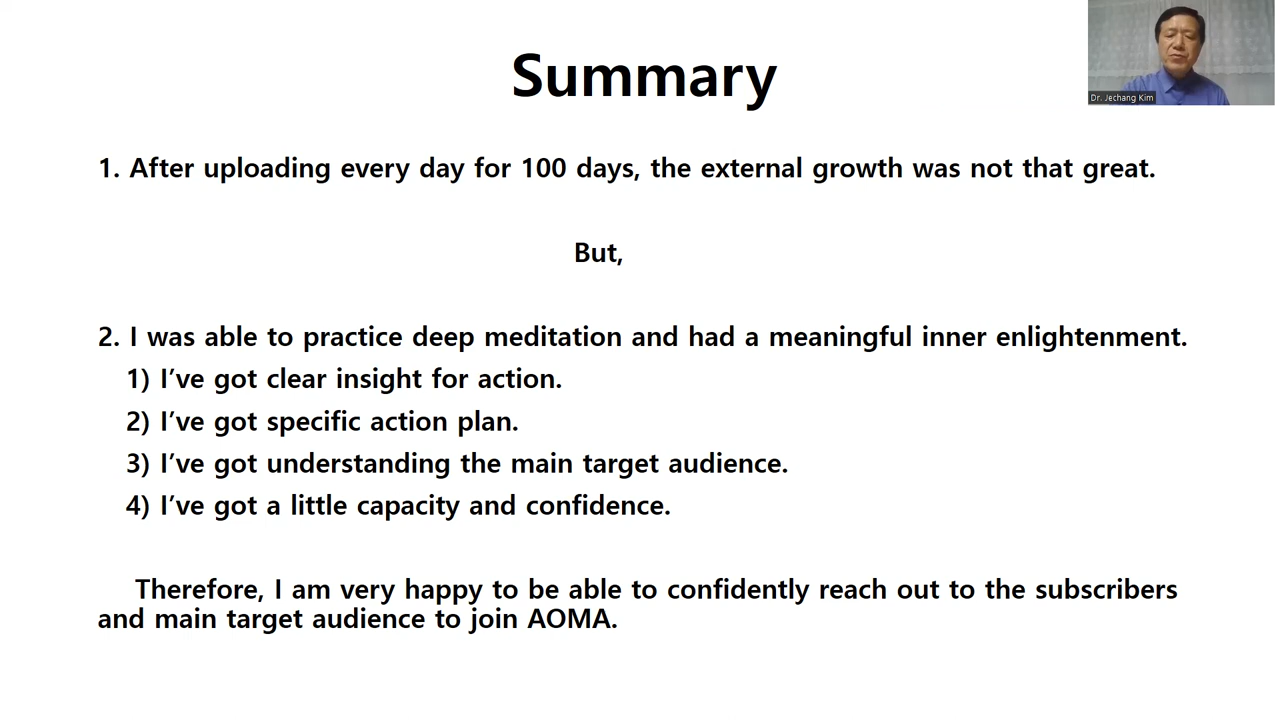 Summary
Dr. Jechang Kim
1. After uploading every day for 100 days, the external growth was not that great.
But,
2. I was able to practice deep meditation and had a meaningful inner enlightenment.
1) I’ve got clear insight for action.
2) I’ve got specific action plan.
3) I’ve got understanding the main target audience.
4) I’ve got a little capacity and confidence.
Therefore, I am very happy to be able to confidently reach out to the subscribers
and main target audience to join AOMA.